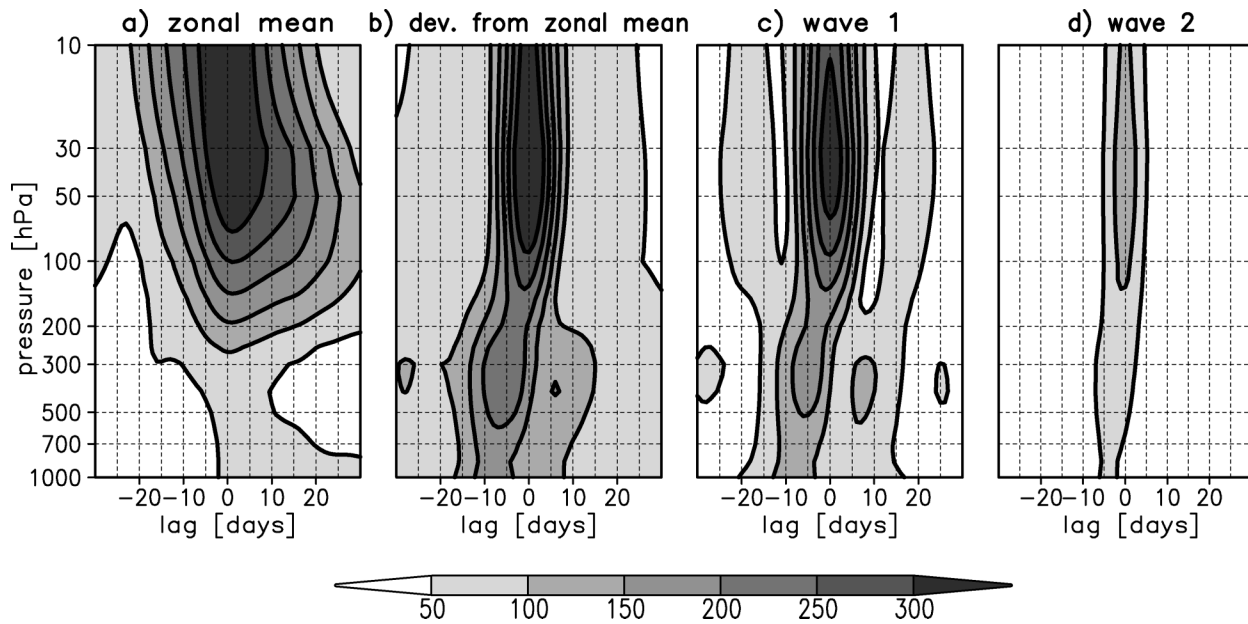 a) zonal mean b) dev. from zonal mean c) wave 1 d) wave 2
10
30
50
100
200
300
500
700
1000
pressure [hPa]
−20 −10 0 10 20 −20 −10 0 10 20 −20 −10 0 10 20 −20 −10 0 10 20
lag [days] lag [days] lag [days] lag [days]
50 100 150 200 250 300